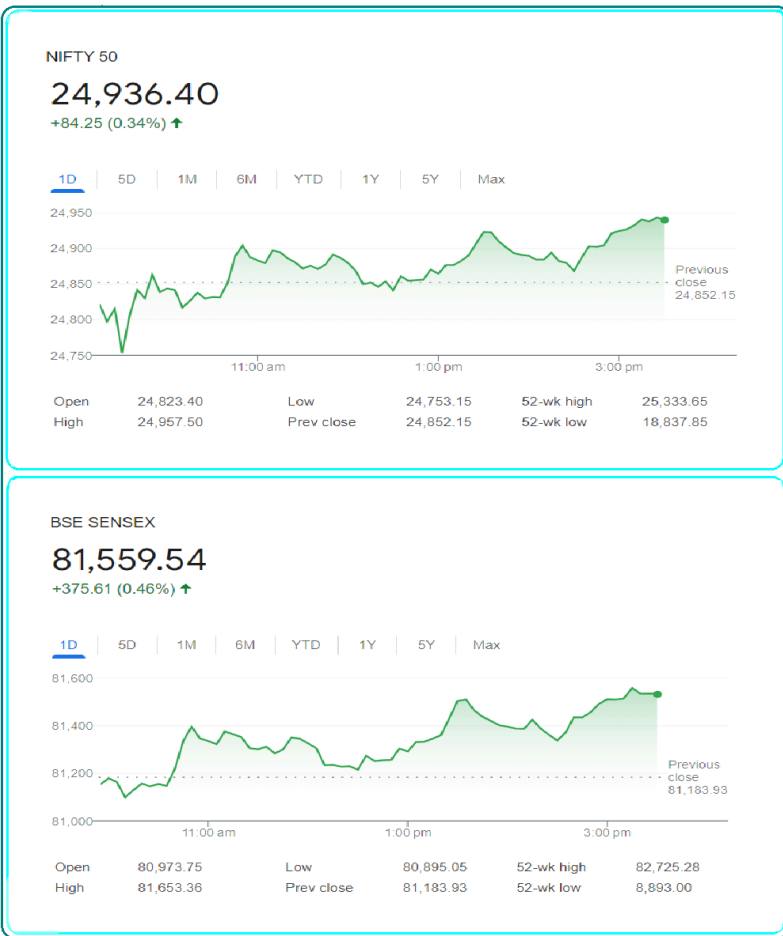 NIFTY 50
24,936.40
+84.25 (0.34%) ↑
1D 5D 1M 6M YTD 1Y 5Y Max
24,950
24,900
24,850
24,800
24,750
Previous
close
24,852.15
11:00 am 1:00 pm 3:00 pm
Open 24,823.40 Low 24,753.15 52-wk high 25,333.65
High 24,957.50 Prev close 24,852.15 52-wk low 18,837.85
BSE SENSEX
81,559.54
+375.61 (0.46%) ↑
1D 5D 1M 6M YTD 1Y 5Y Max
81,600
81,400
81,200
81,000
Previous
close
81,183.93
11:00 am 1:00 pm 3:00 pm
Open 80,973.75 Low 80,895.05 52-wk high 82,725.28
High 81,653.36 Prev close 81,183.93 52-wk low 8,893.00